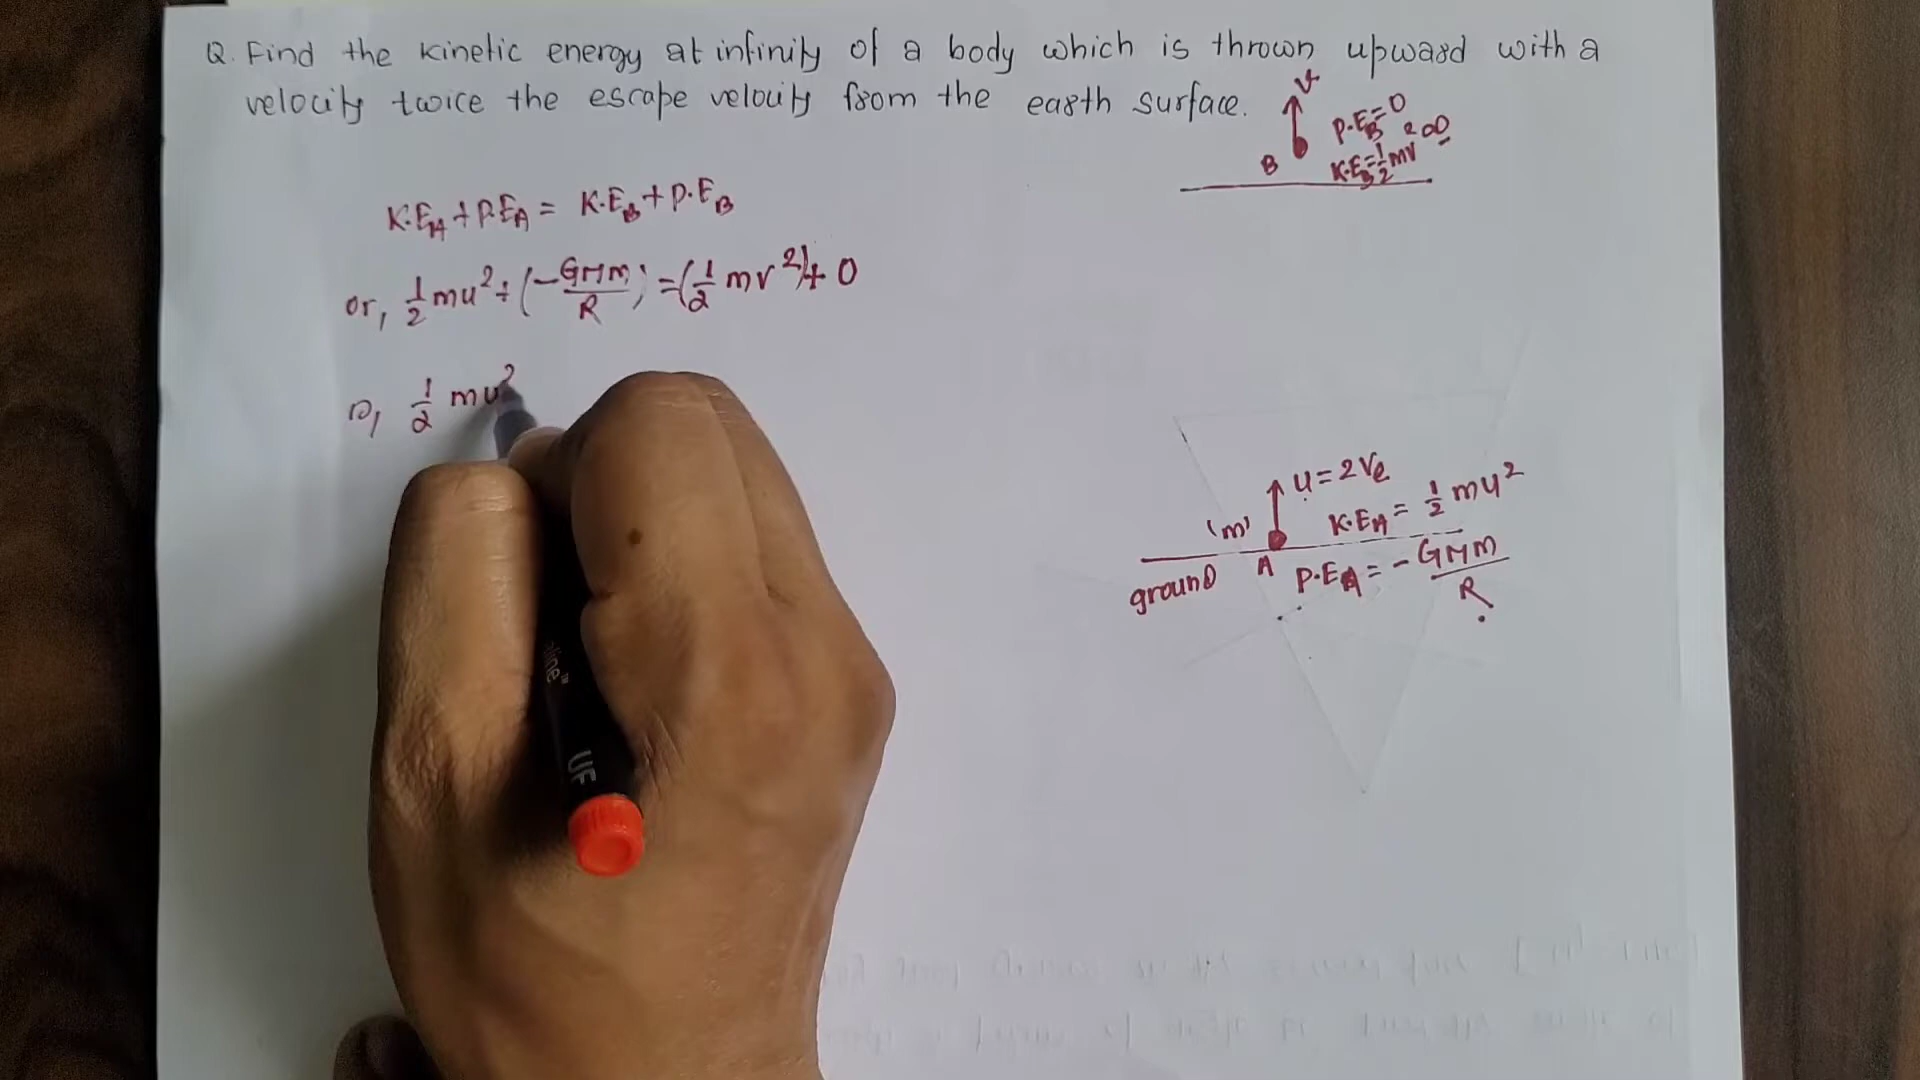 Q. Find the kinetic energy at infinity of a body which is thrown upward with a
velocity twice the escape velocity from the earth surface.
v
P.E_B = 0
∞
B
K.E_B = 1/2 mv²
K.E_A + P.E_A = K.E_B + P.E_B
or, 1/2 mu² + (-GMm/R) = (1/2 mv²) + 0
or, 1/2 mu²
u = 2Ve
'm'
K.E_A = 1/2 mu²
ground
A
P.E_A = - GMm/R
UF